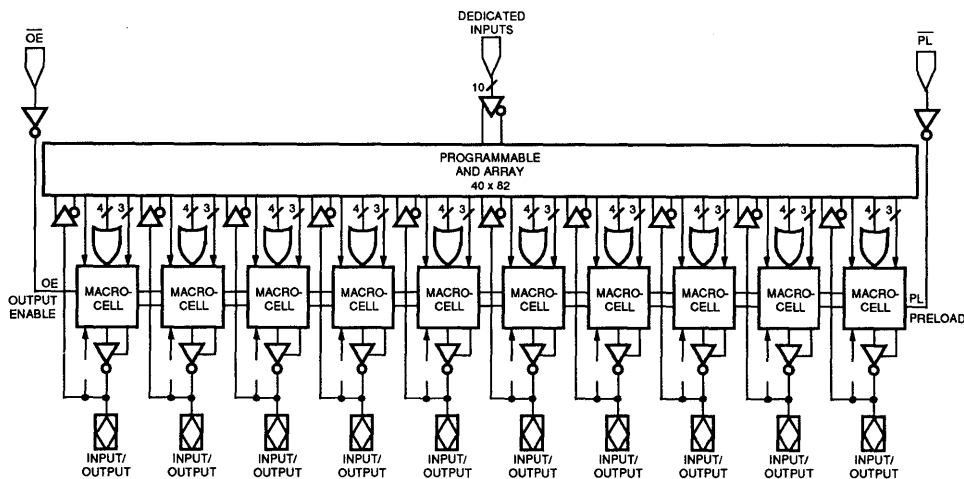 DEDICATED
INPUTS
OE
PL
10
PROGRAMMABLE
AND ARRAY
40 x 82
4 3 4 3 4 3 4 3 4 3 4 3 4 3 4 3 4 3 4 3
OE
OUTPUT
ENABLE
MACRO-
CELL
MACRO-
CELL
MACRO-
CELL
MACRO-
CELL
MACRO-
CELL
MACRO-
CELL
MACRO-
CELL
MACRO-
CELL
MACRO-
CELL
MACRO-
CELL
PL
PRELOAD
INPUT/
OUTPUT
INPUT/
OUTPUT
INPUT/
OUTPUT
INPUT/
OUTPUT
INPUT/
OUTPUT
INPUT/
OUTPUT
INPUT/
OUTPUT
INPUT/
OUTPUT
INPUT/
OUTPUT
INPUT/
OUTPUT